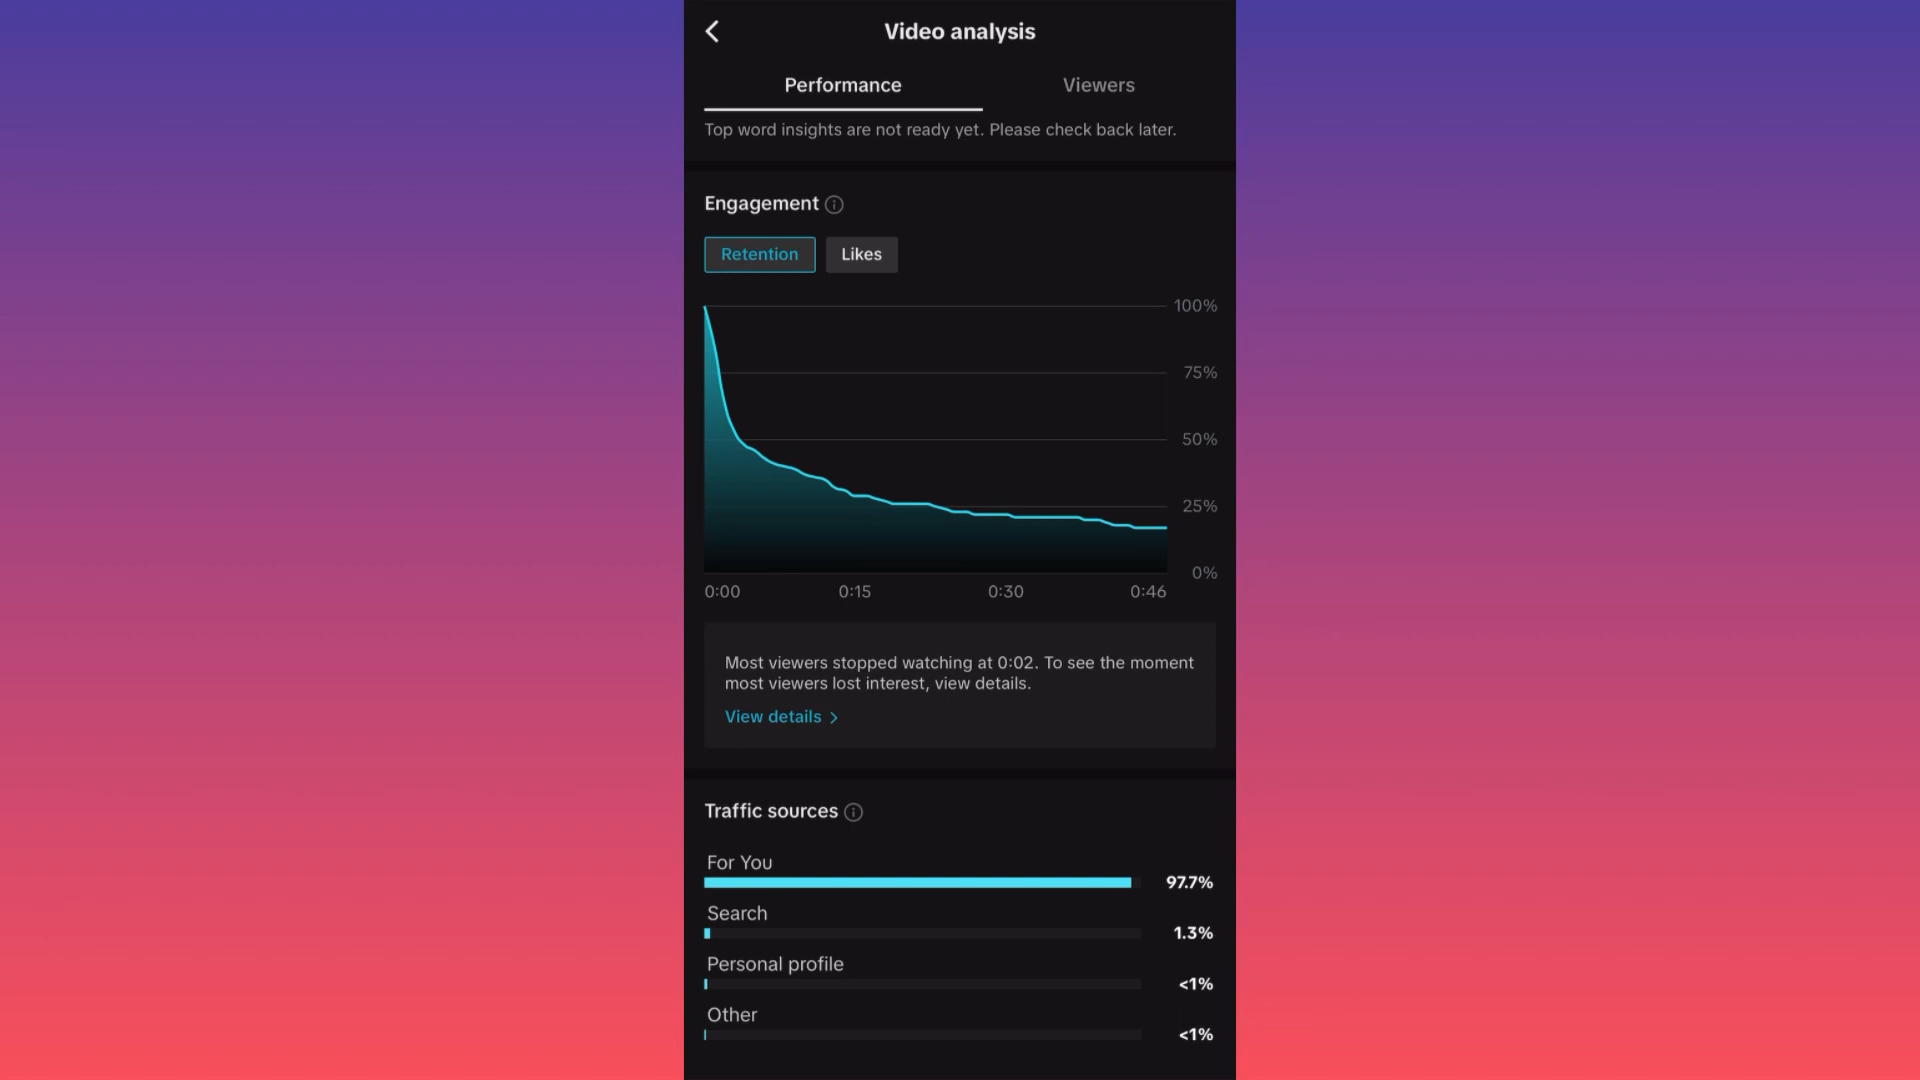 Video analysis
Performance Viewers
Top word insights are not ready yet. Please check back later.
Engagement
Retention Likes
100%
75%
50%
25%
0%
0:00 0:15 0:30 0:46
Most viewers stopped watching at 0:02. To see the moment
most viewers lost interest, view details.
View details
Traffic sources
For You
97.7%
Search
1.3%
Personal profile
<1%
Other
<1%